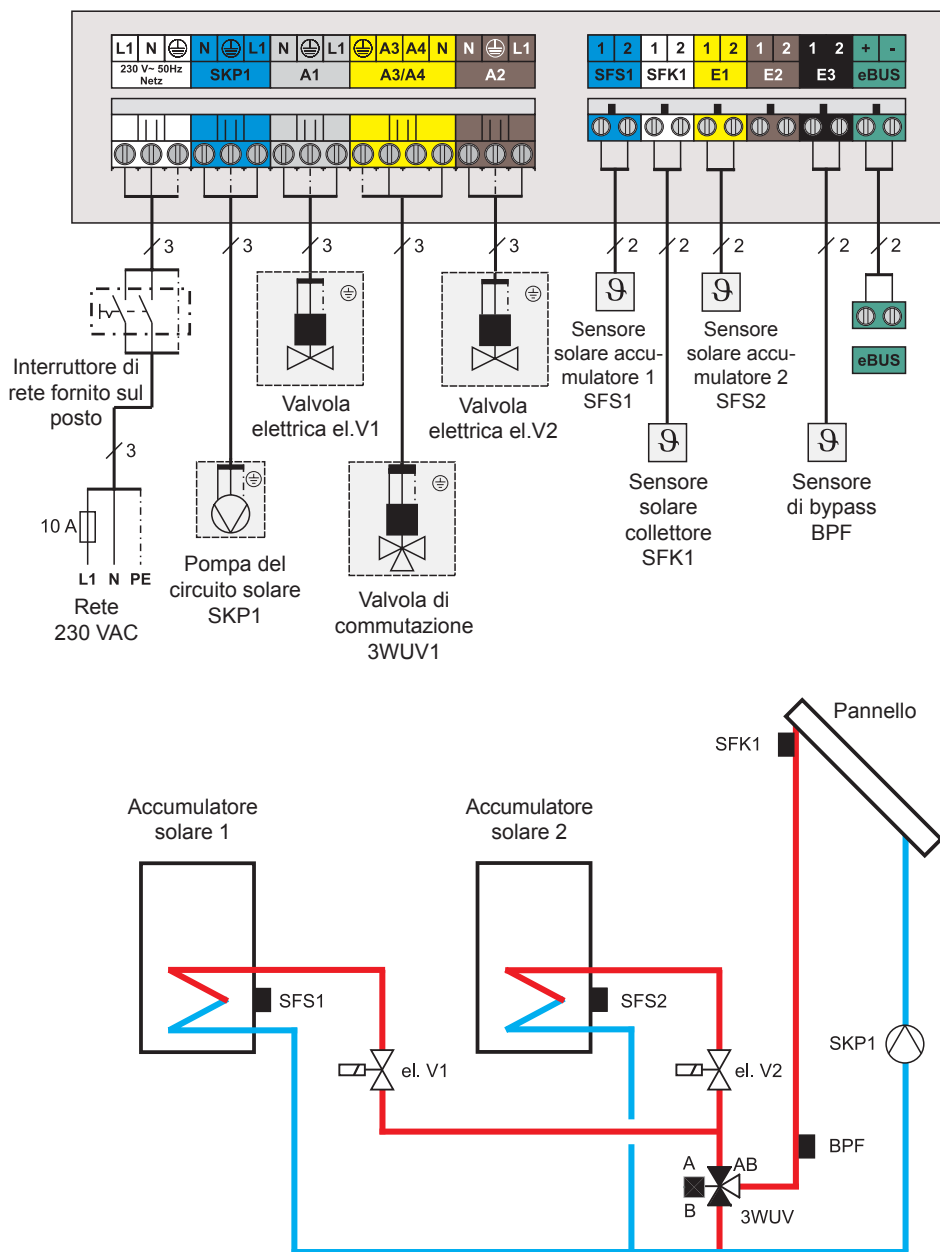 L1 N N L1 N L1 A3 A4 N N L1
230 V~ 50Hz
Netz
SKP1 A1 A3/A4 A2
1 2 1 2 1 2 1 2 1 2 + -
SFS1 SFK1 E1 E2 E3 eBUS
3 3 3 3 3 2 2 2 2 2
Interruttore di
rete fornito sul
posto
Valvola
elettrica el.V1
Valvola
elettrica el.V2
ϑ
Sensore
solare accu-
mulatore 1
SFS1
ϑ
Sensore
solare accu-
mulatore 2
SFS2
eBUS
3
10 A
L1 N PE
Rete
230 VAC
Pompa del
circuito solare
SKP1
Valvola di
commutazione
3WUV1
ϑ
Sensore
solare
collettore
SFK1
ϑ
Sensore
di bypass
BPF
Pannello
SFK1
Accumulatore
solare 1
Accumulatore
solare 2
SFS1
SFS2
SKP1
el. V1
el. V2
BPF
A AB
B
3WUV